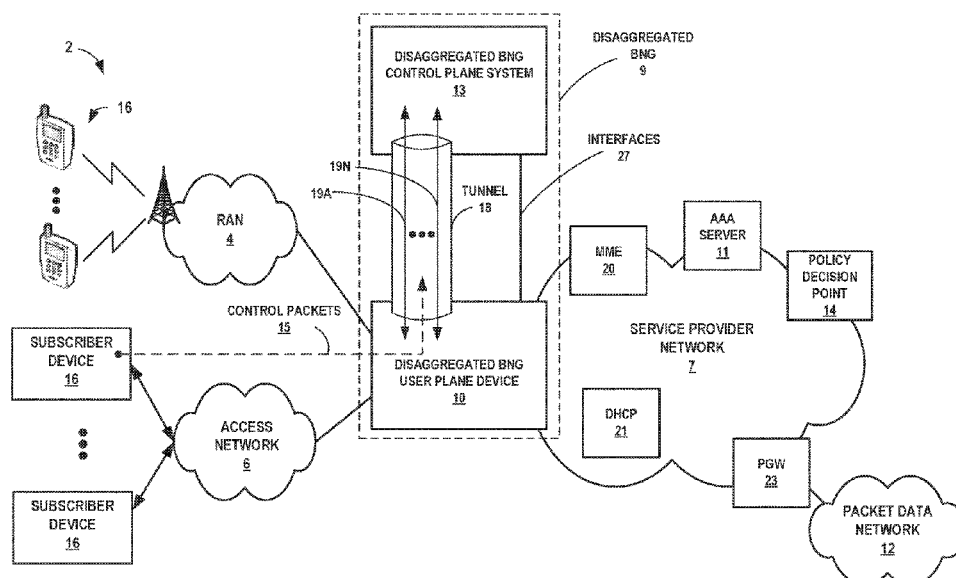 2
16
RAN
4
CONTROL PACKETS
15
SUBSCRIBER
DEVICE
16
ACCESS
NETWORK
6
SUBSCRIBER
DEVICE
16
DISAGGREGATED BNG
CONTROL PLANE SYSTEM
13
19N
19A
TUNNEL
18
DISAGGREGATED BNG
USER PLANE DEVICE
10
DISAGGREGATED
BNG
9
INTERFACES
27
MME
20
AAA
SERVER
11
POLICY
DECISION
POINT
14
SERVICE PROVIDER
NETWORK
7
DHCP
21
PGW
23
PACKET DATA
NETWORK
12